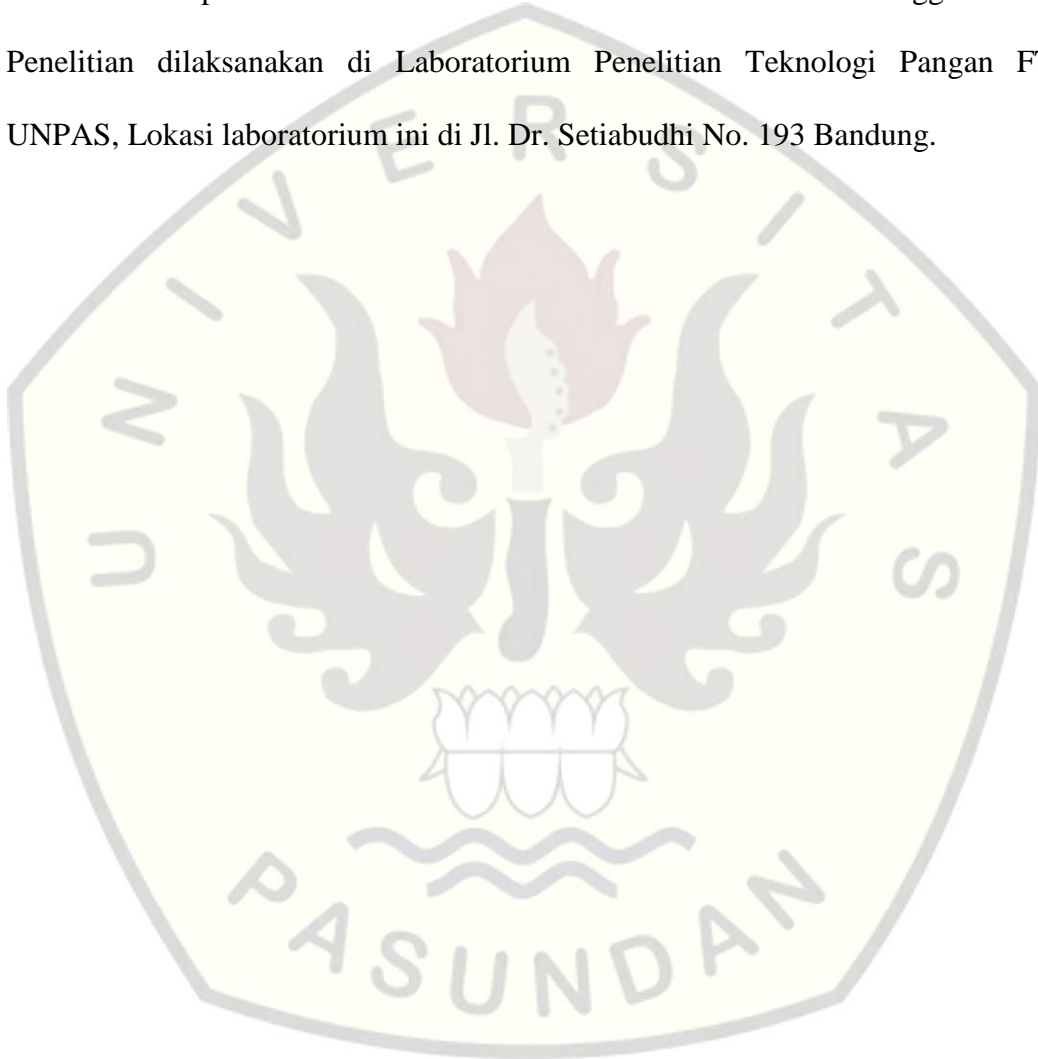 Penelitian dilaksanakan di Laboratorium Penelitian Teknologi Pangan
UNPAS, Lokasi laboratorium ini di Jl. Dr. Setiabudhi No. 193 Bandung.
UNIVERSITAS
PASUNDAN